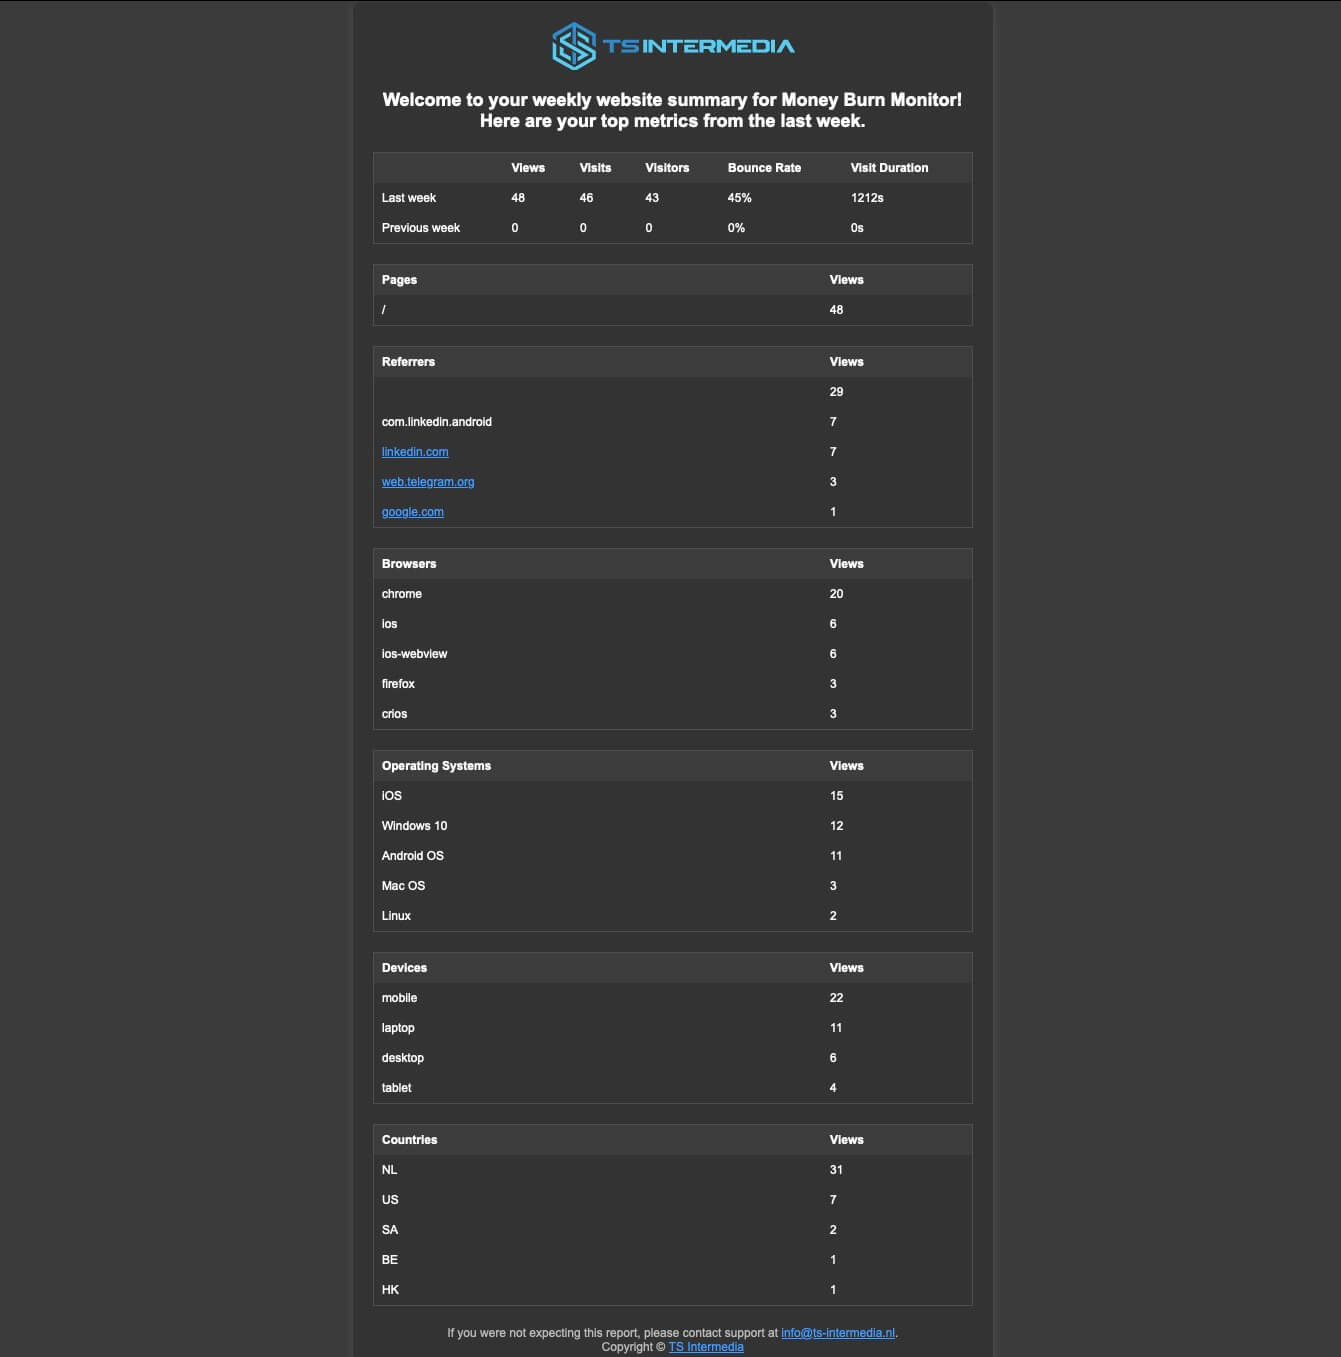 TS INTERMEDIA
Welcome to your weekly website summary for Money Burn Monitor!
Here are your top metrics from the last week.
Views Visits Visitors Bounce Rate Visit Duration
Last week 48 46 43 45% 1212s
Previous week 0 0 0 0% 0s
Pages Views
/ 48
Referrers Views
29
com.linkedin.android 7
linkedin.com 7
web.telegram.org 3
google.com 1
Browsers Views
chrome 20
ios 6
ios-webview 6
firefox 3
crios 3
Operating Systems Views
iOS 15
Windows 10 12
Android OS 11
Mac OS 3
Linux 2
Devices Views
mobile 22
laptop 11
desktop 6
tablet 4
Countries Views
NL 31
US 7
SA 2
BE 1
HK 1
If you were not expecting this report, please contact support at info@ts-intermedia.nl.
Copyright © TS Intermedia